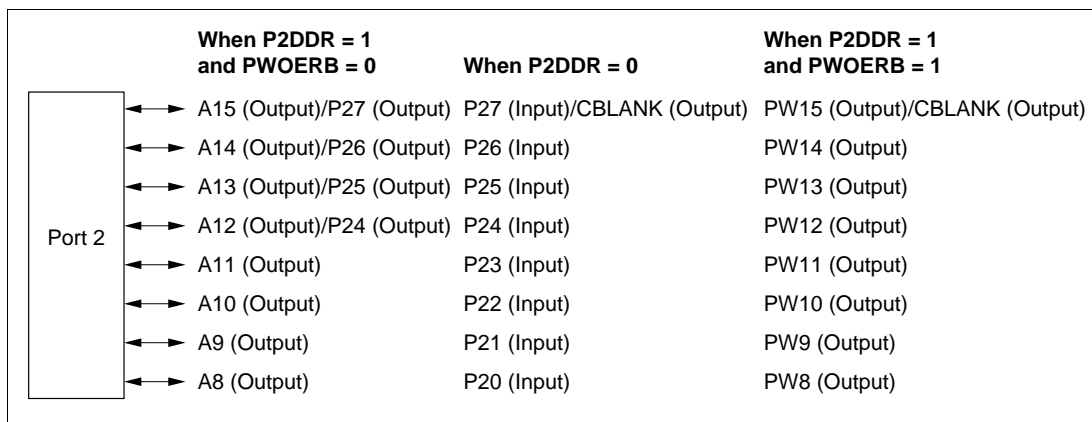 When P2DDR = 1
and PWOERB = 0
When P2DDR = 0
When P2DDR = 1
and PWOERB = 1
Port 2
A15 (Output)/P27 (Output) P27 (Input)/CBLANK (Output) PW15 (Output)/CBLANK (Output)
A14 (Output)/P26 (Output) P26 (Input) PW14 (Output)
A13 (Output)/P25 (Output) P25 (Input) PW13 (Output)
A12 (Output)/P24 (Output) P24 (Input) PW12 (Output)
A11 (Output) P23 (Input) PW11 (Output)
A10 (Output) P22 (Input) PW10 (Output)
A9 (Output) P21 (Input) PW9 (Output)
A8 (Output) P20 (Input) PW8 (Output)